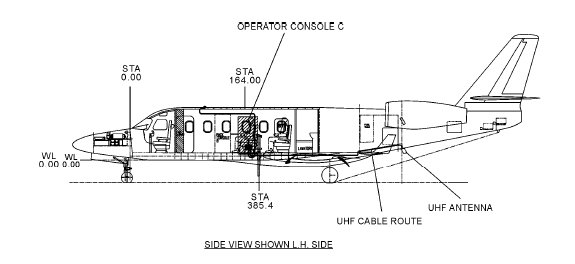 OPERATOR CONSOLE C
STA
0.00
STA
164.00
WL
0.00
WL
0.00
STA
385.4
UHF ANTENNA
UHF CABLE ROUTE
SIDE VIEW SHOWN L.H. SIDE